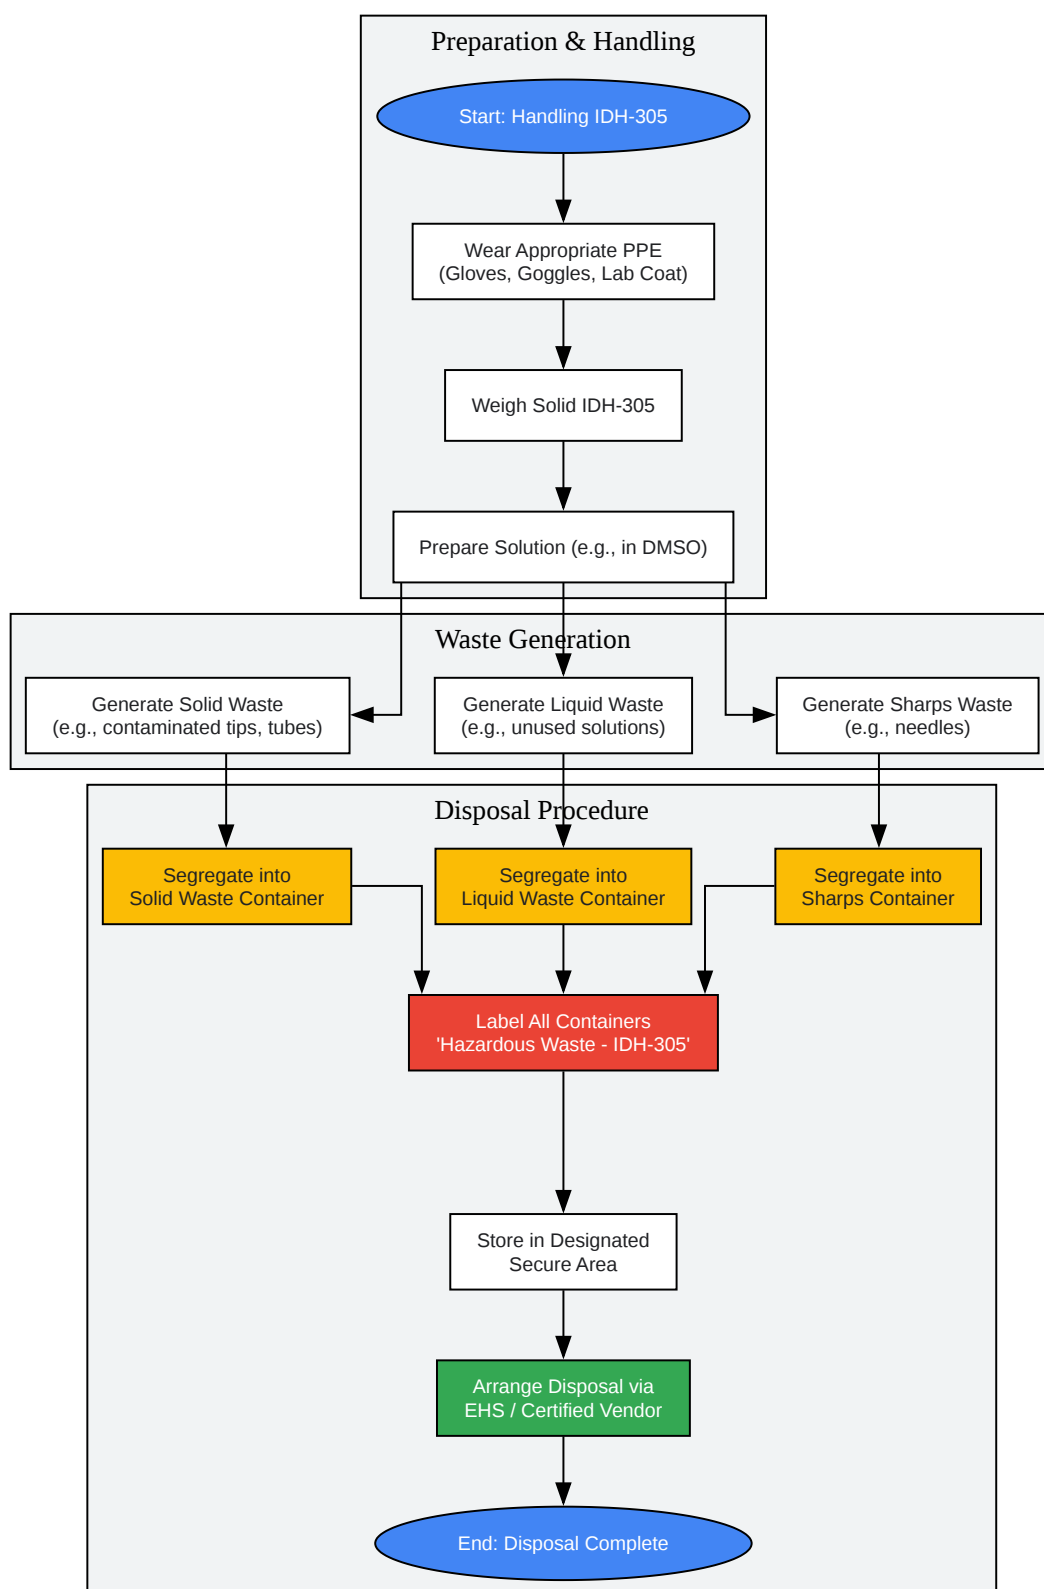 Preparation & Handling
Start: Handling IDH-305
Wear Appropriate PPE
(Gloves, Goggles, Lab Coat)
Weigh Solid IDH-305
Prepare Solution (e.g., in DMSO)
Waste Generation
Generate Solid Waste
(e.g., contaminated tips, tubes)
Generate Liquid Waste
(e.g., unused solutions)
Generate Sharps Waste
(e.g., needles)
Disposal Procedure
Segregate into
Solid Waste Container
Segregate into
Liquid Waste Container
Segregate into
Sharps Container
Label All Containers
'Hazardous Waste - IDH-305'
Store in Designated
Secure Area
Arrange Disposal via
EHS / Certified Vendor
End: Disposal Complete